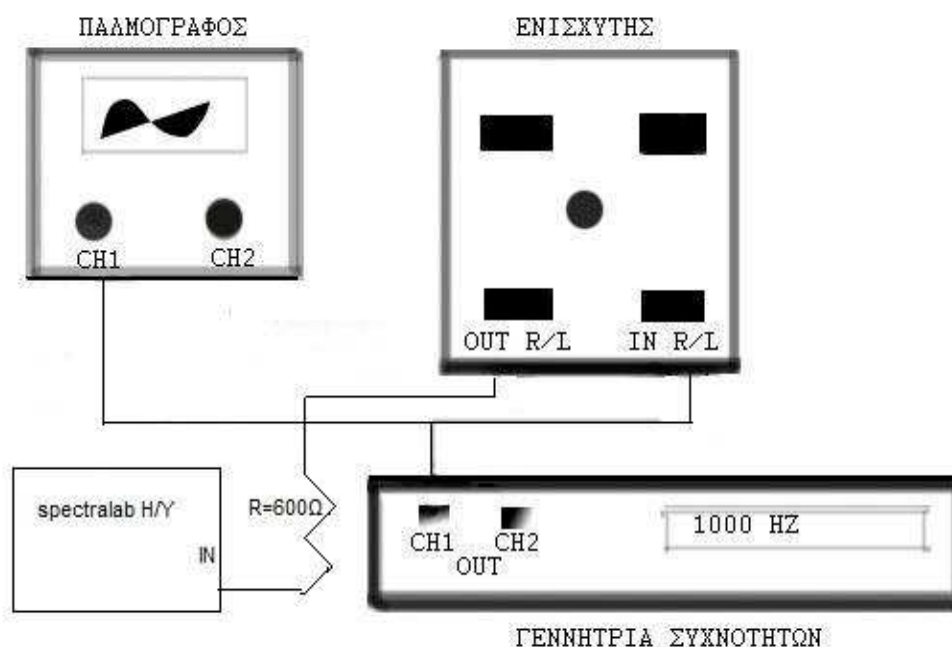 ΠΑΛΜΟΓΡΑΦΟΣ
ΕΝΙΣΧΥΤΗΣ
CH1
CH2
OUT R/L
IN R/L
spectralab H/Y
IN
R=600Ω
CH1
CH2
OUT
1000 HZ
ΓΕΝΝΗΤΡΙΑ ΣΥΧΝΟΤΗΤΩΝ